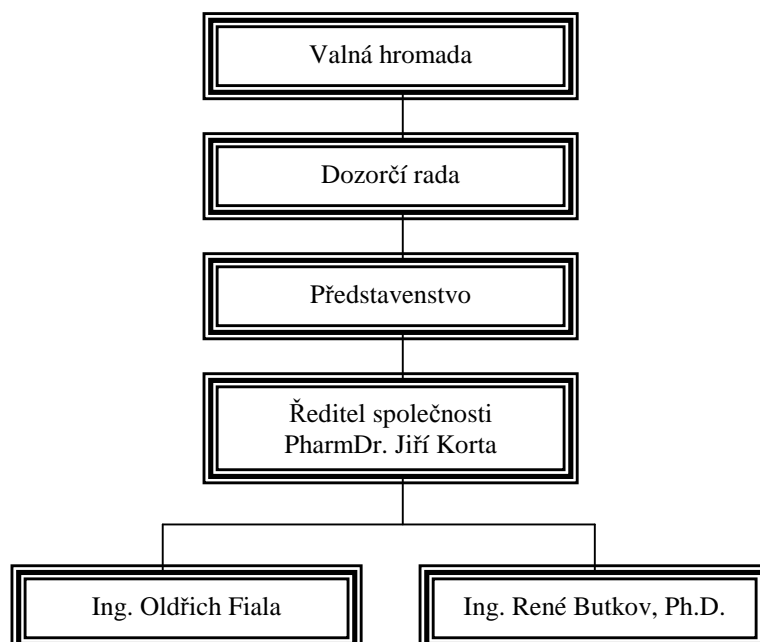 Valná hromada
Dozorčí rada
Představenstvo
Ředitel společnosti
PharmDr. Jiří Korta
Ing. Oldřich Fiala
Ing. René Butkov, Ph.D.